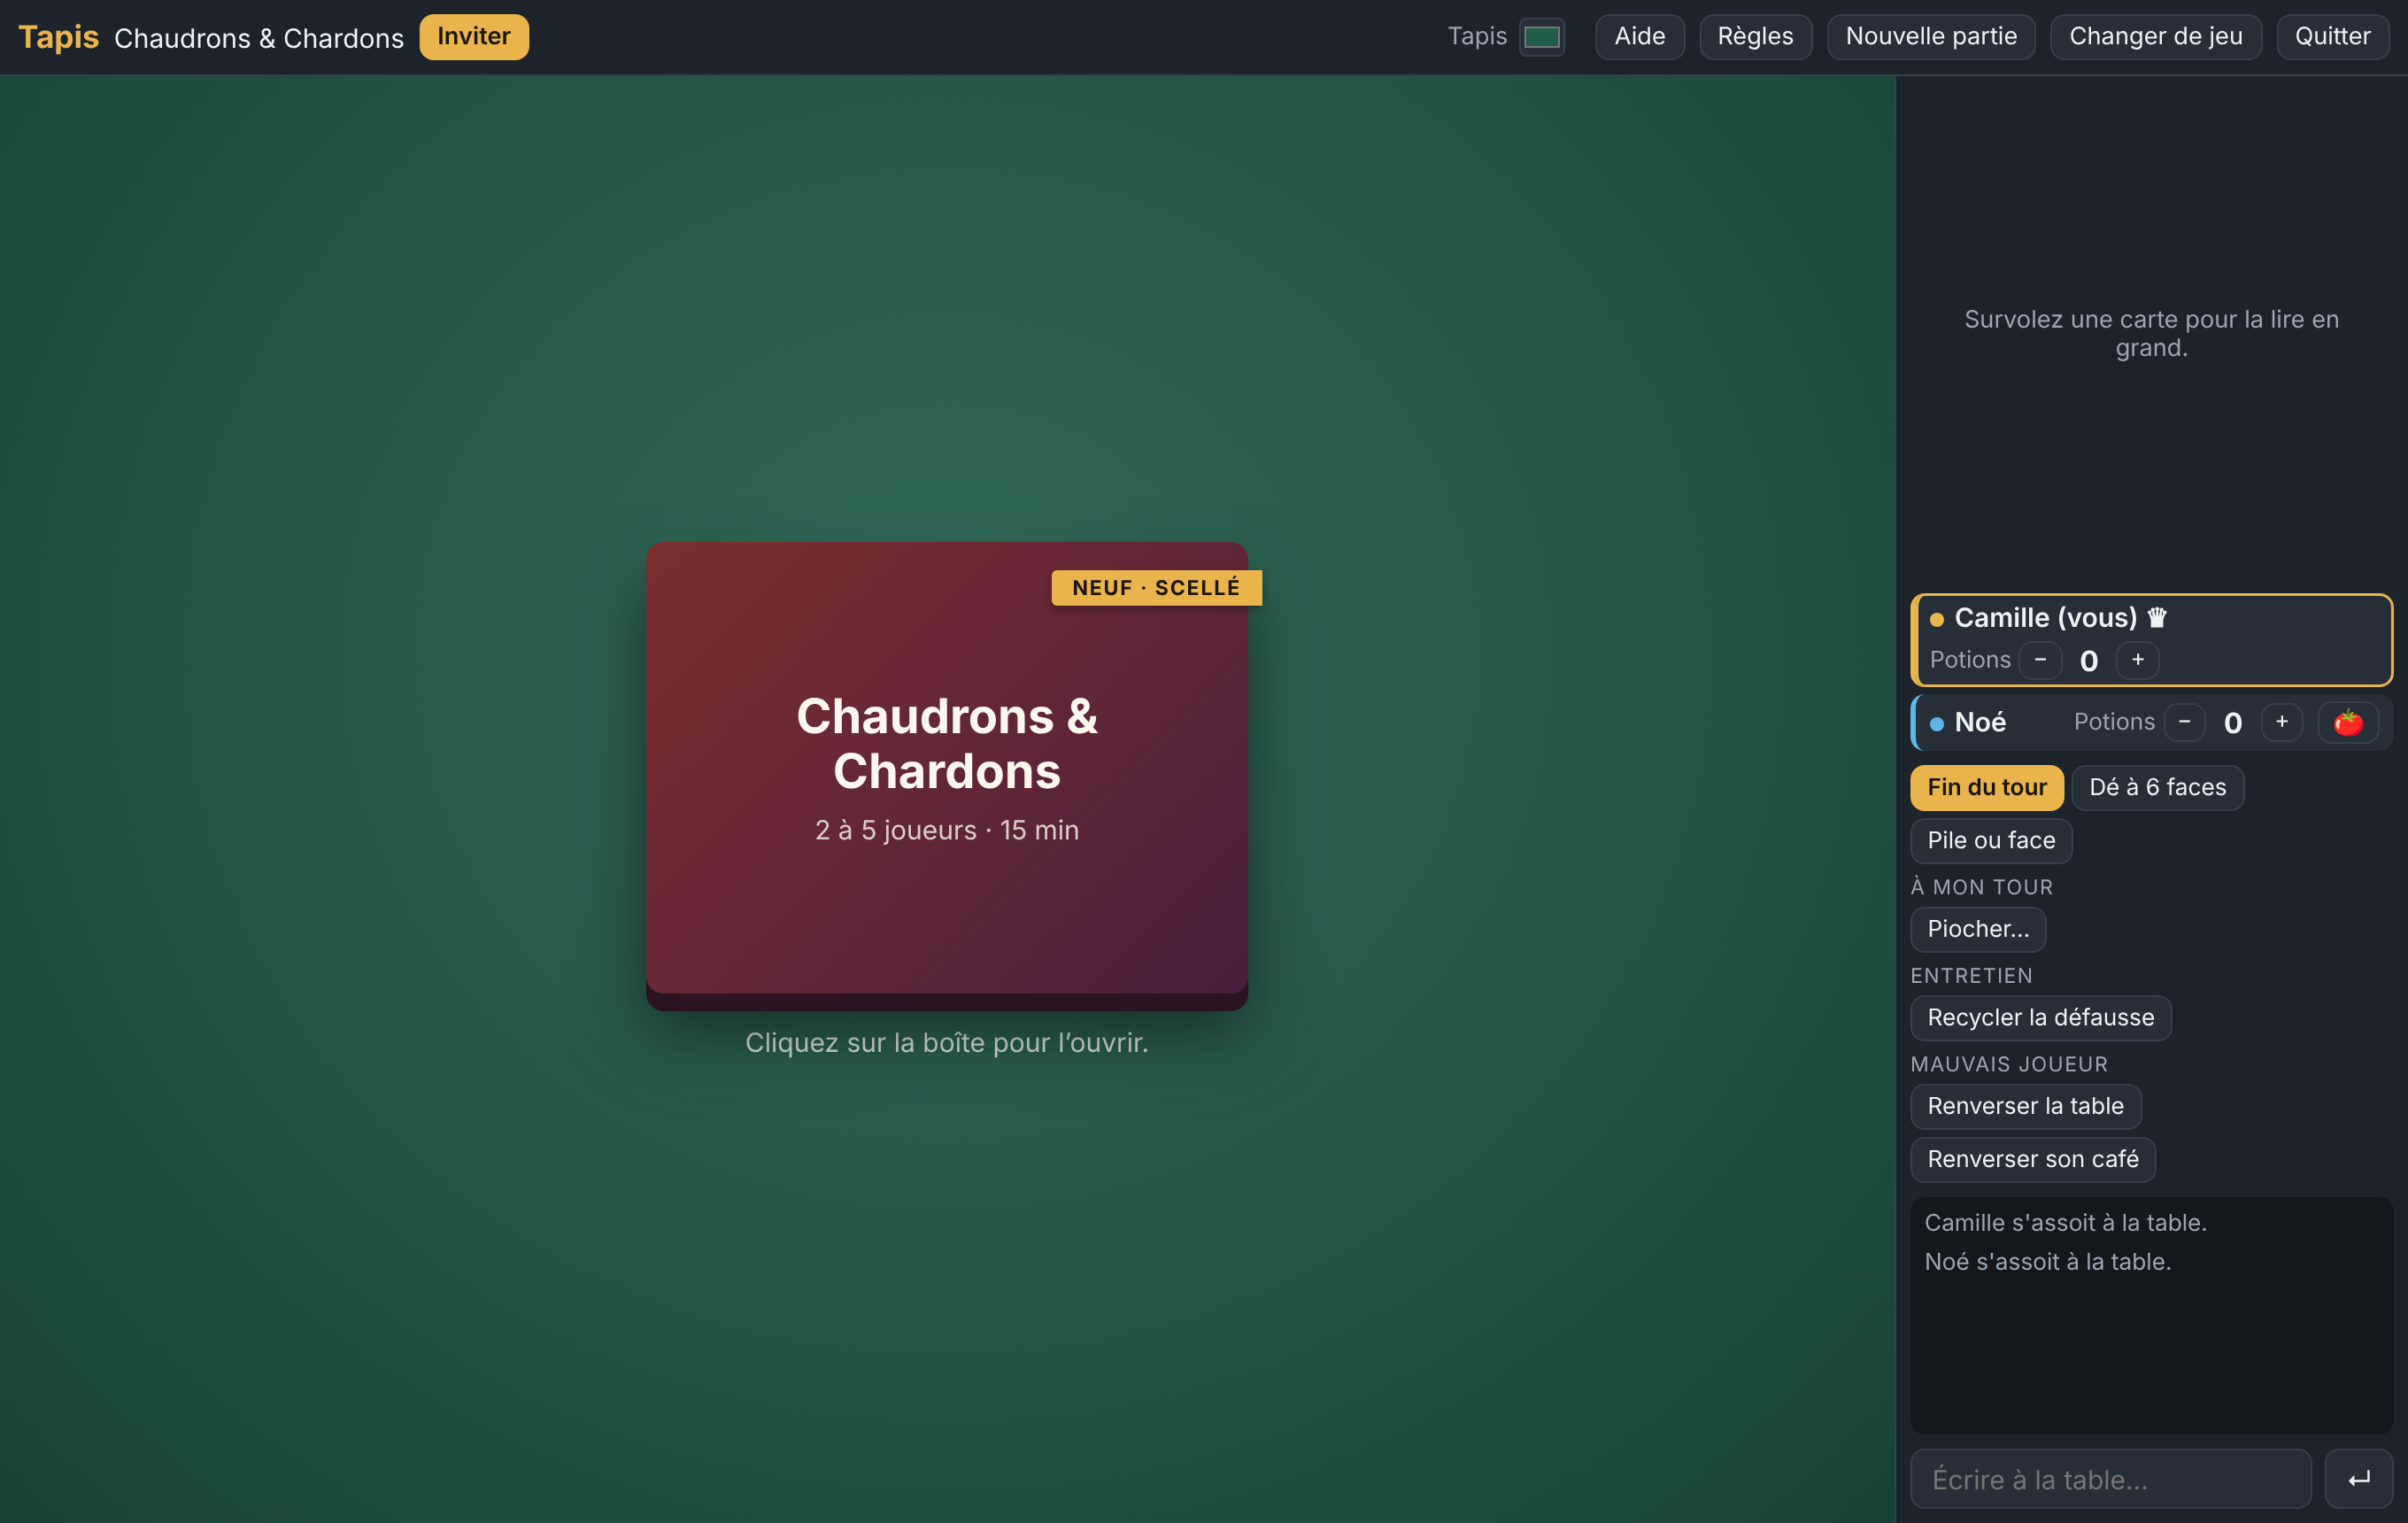 Tapis Chaudrons & Chardons Inviter Tapis Aide Règles Nouvelle partie Changer de jeu Quitter
NEUF · SCELLÉ
Chaudrons &
Chardons
2 à 5 joueurs · 15 min
Cliquez sur la boîte pour l’ouvrir.
Survolez une carte pour la lire en
grand.
Camille (vous) ♛
Potions − 0 +
Noé Potions − 0 +
Fin du tour Dé à 6 faces
Pile ou face
À MON TOUR
Piocher…
ENTRETIEN
Recycler la défausse
MAUVAIS JOUEUR
Renverser la table
Renverser son café
Camille s'assoit à la table.
Noé s'assoit à la table.
Écrire à la table…